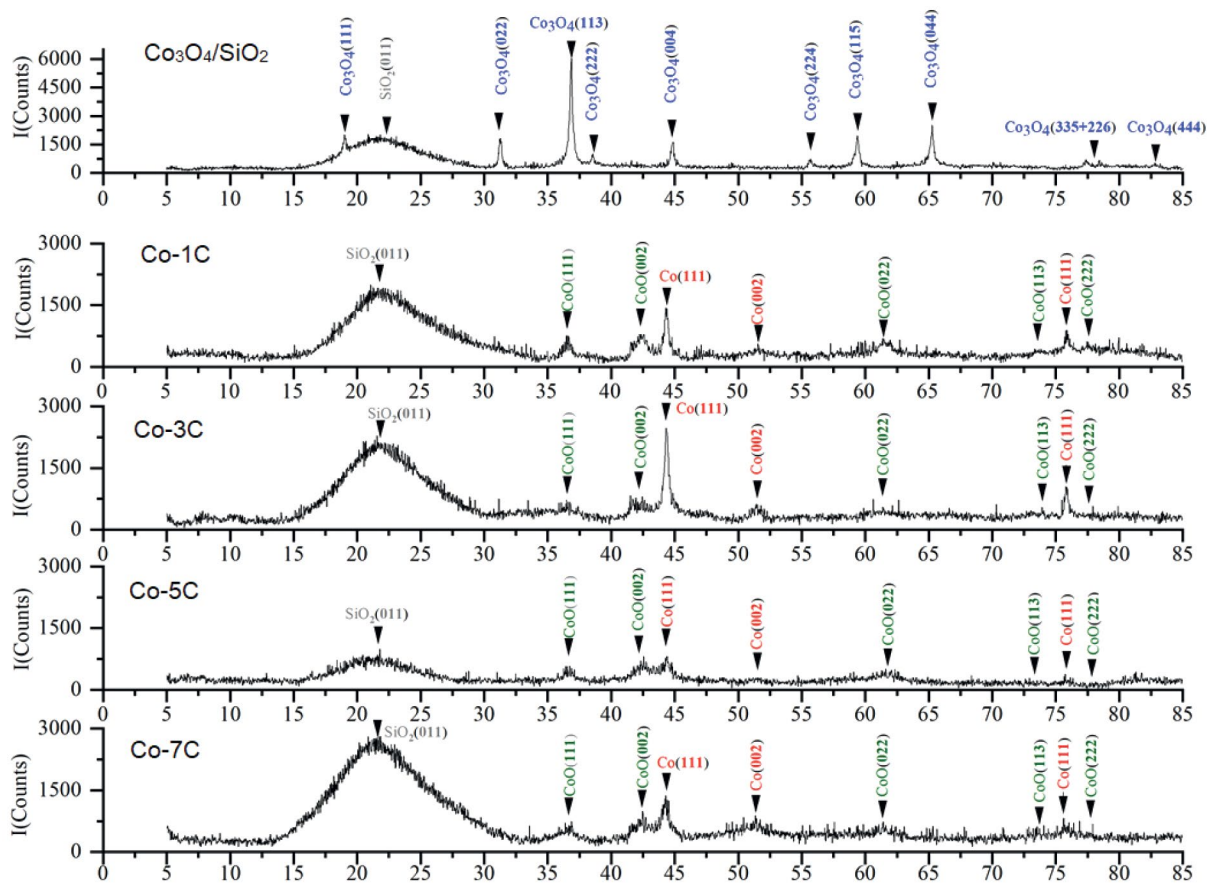 Co₃O₄/SiO₂
I(Counts)
6000
4500
3000
1500
0
Co₃O₄(111)
SiO₂(011)
Co₃O₄(022)
Co₃O₄(113)
Co₃O₄(222)
Co₃O₄(004)
Co₃O₄(224)
Co₃O₄(115)
Co₃O₄(044)
Co₃O₄(335+226)
Co₃O₄(444)
0 5 10 15 20 25 30 35 40 45 50 55 60 65 70 75 80 85
Co-1C
I(Counts)
3000
1500
0
SiO₂(011)
CoO(111)
CoO(002)
Co(111)
Co(002)
CoO(022)
CoO(113)
Co(111)
CoO(222)
0 5 10 15 20 25 30 35 40 45 50 55 60 65 70 75 80 85
Co-3C
I(Counts)
3000
1500
0
SiO₂(011)
CoO(111)
CoO(002)
Co(111)
Co(002)
CoO(022)
CoO(113)
Co(111)
CoO(222)
0 5 10 15 20 25 30 35 40 45 50 55 60 65 70 75 80 85
Co-5C
I(Counts)
3000
1500
0
SiO₂(011)
CoO(111)
CoO(002)
Co(111)
Co(002)
CoO(022)
CoO(113)
Co(111)
CoO(222)
0 5 10 15 20 25 30 35 40 45 50 55 60 65 70 75 80 85
Co-7C
I(Counts)
3000
1500
0
SiO₂(011)
CoO(111)
CoO(002)
Co(111)
Co(002)
CoO(022)
CoO(113)
Co(111)
CoO(222)
0 5 10 15 20 25 30 35 40 45 50 55 60 65 70 75 80 85